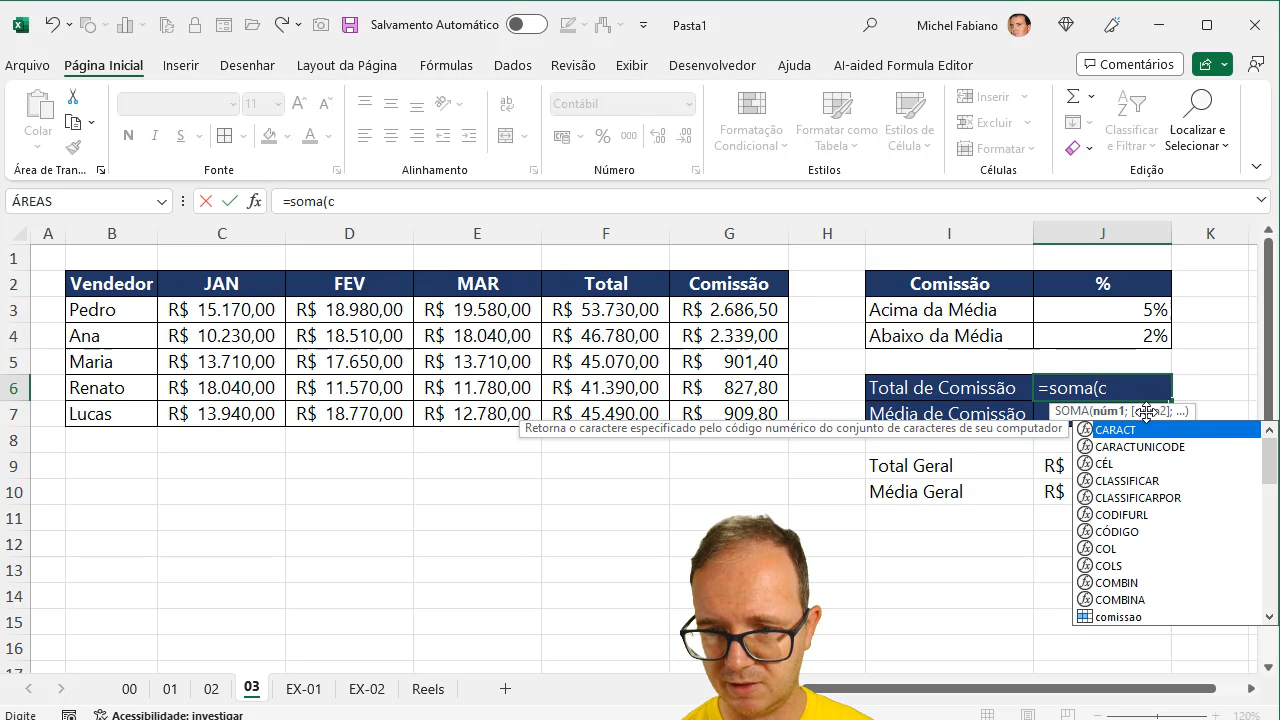 Salvamento Automático
Pasta1
Michel Fabiano
Arquivo Página Inicial Inserir Desenhar Layout da Página Fórmulas Dados Revisão Exibir Desenvolvedor Ajuda AI-aided Formula Editor
Comentários
Colar
11
N I S
Contábil
% 000
Formatação Condicional
Formatar como Tabela
Estilos de Célula
Inserir
Excluir
Formatar
Classificar e Filtrar
Localizar e Selecionar
Área de Tran... Fonte Alinhamento Número Estilos Células Edição
ÁREAS =soma(c
A B C D E F G H I J K
1
2 Vendedor JAN FEV MAR Total Comissão Comissão %
3 Pedro R$ 15.170,00 R$ 18.980,00 R$ 19.580,00 R$ 53.730,00 R$ 2.686,50 Acima da Média 5%
4 Ana R$ 10.230,00 R$ 18.510,00 R$ 18.040,00 R$ 46.780,00 R$ 2.339,00 Abaixo da Média 2%
5 Maria R$ 13.710,00 R$ 17.650,00 R$ 13.710,00 R$ 45.070,00 R$ 901,40
6 Renato R$ 18.040,00 R$ 11.570,00 R$ 11.780,00 R$ 41.390,00 R$ 827,80 Total de Comissão =soma(c
7 Lucas R$ 13.940,00 R$ 18.770,00 R$ 12.780,00 R$ 45.490,00 R$ 909,80 Média de Comissão
SOMA(núm1; ...)
8
Retorna o caractere especificado pelo código numérico do conjunto de caracteres de seu computador
9 Total Geral R$
10 Média Geral R$
11
12
13
14
15
16
17
CARACT
CARACTUNICODE
CÉL
CLASSIFICAR
CLASSIFICARPOR
CODIFURL
CÓDIGO
COL
COLS
COMBIN
COMBINA
comissao
00 01 02 03 EX-01 EX-02 Reels
Digite
Acessibilidade: investigar
120%